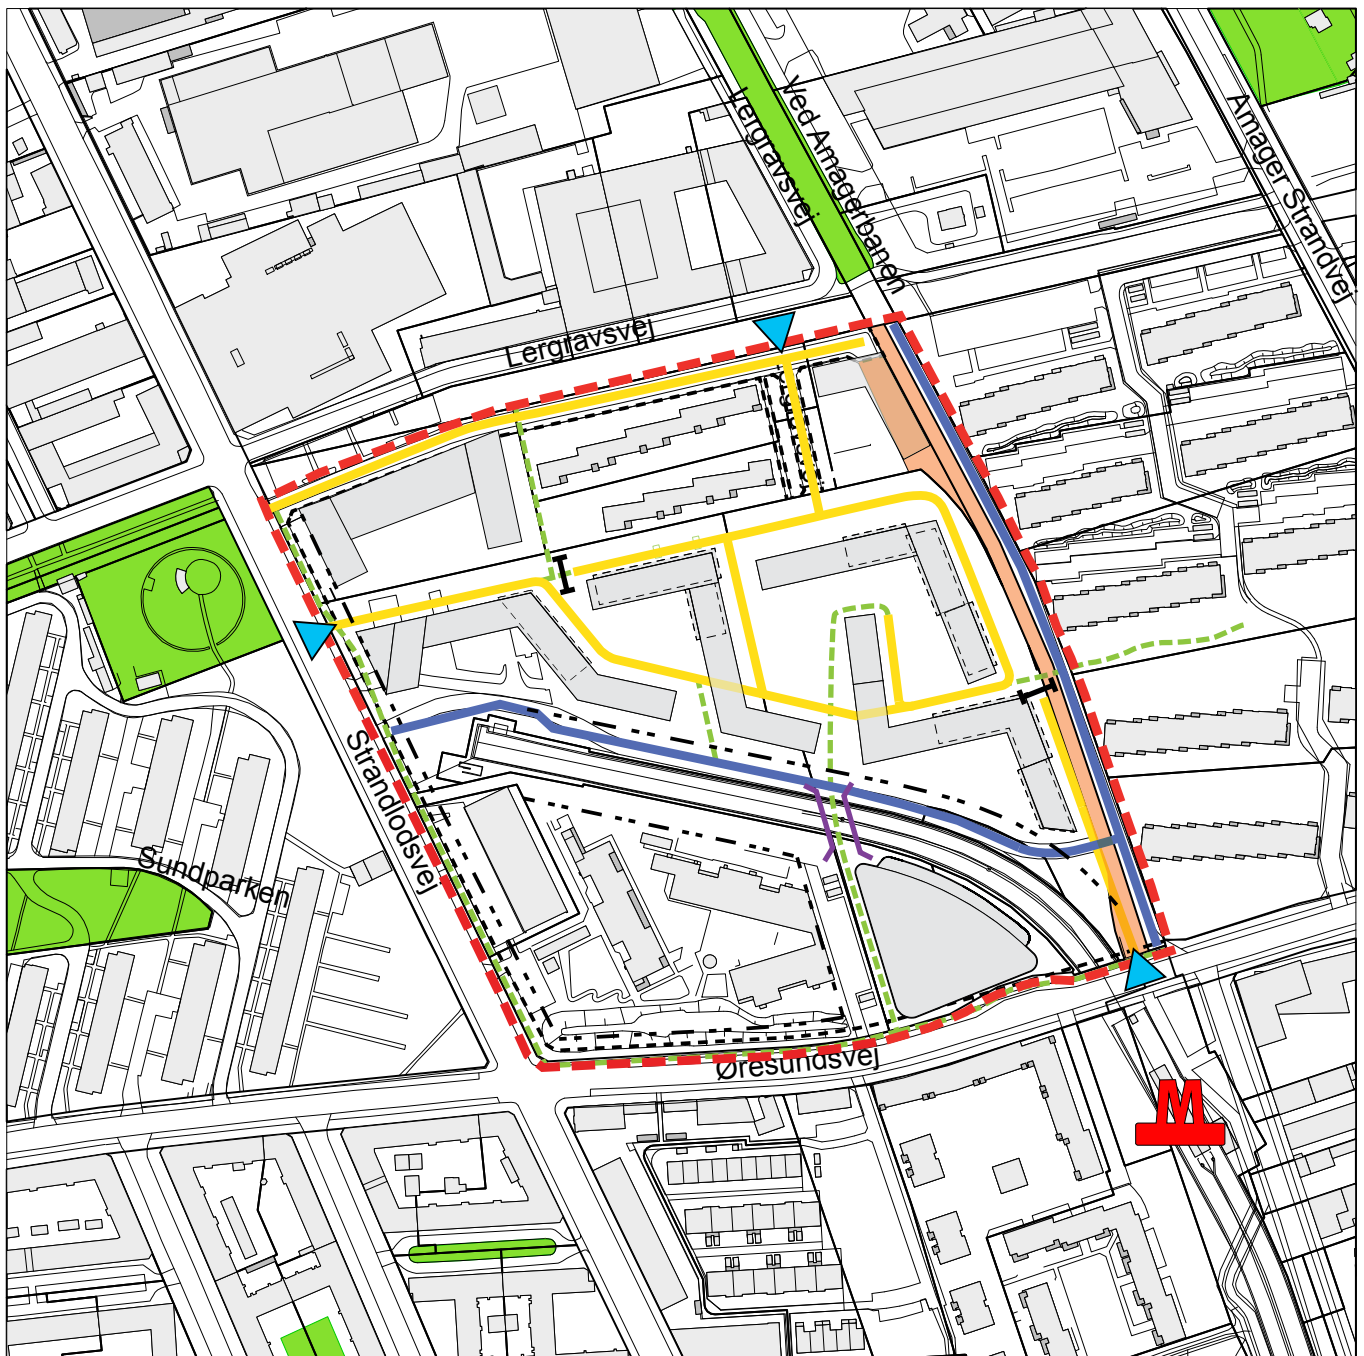 Ved Amagerbanen
Lergravsvej
Amager Strandvej
Lergravsvej
Strandlodsvej
Sundparken
Øresundsvej
M